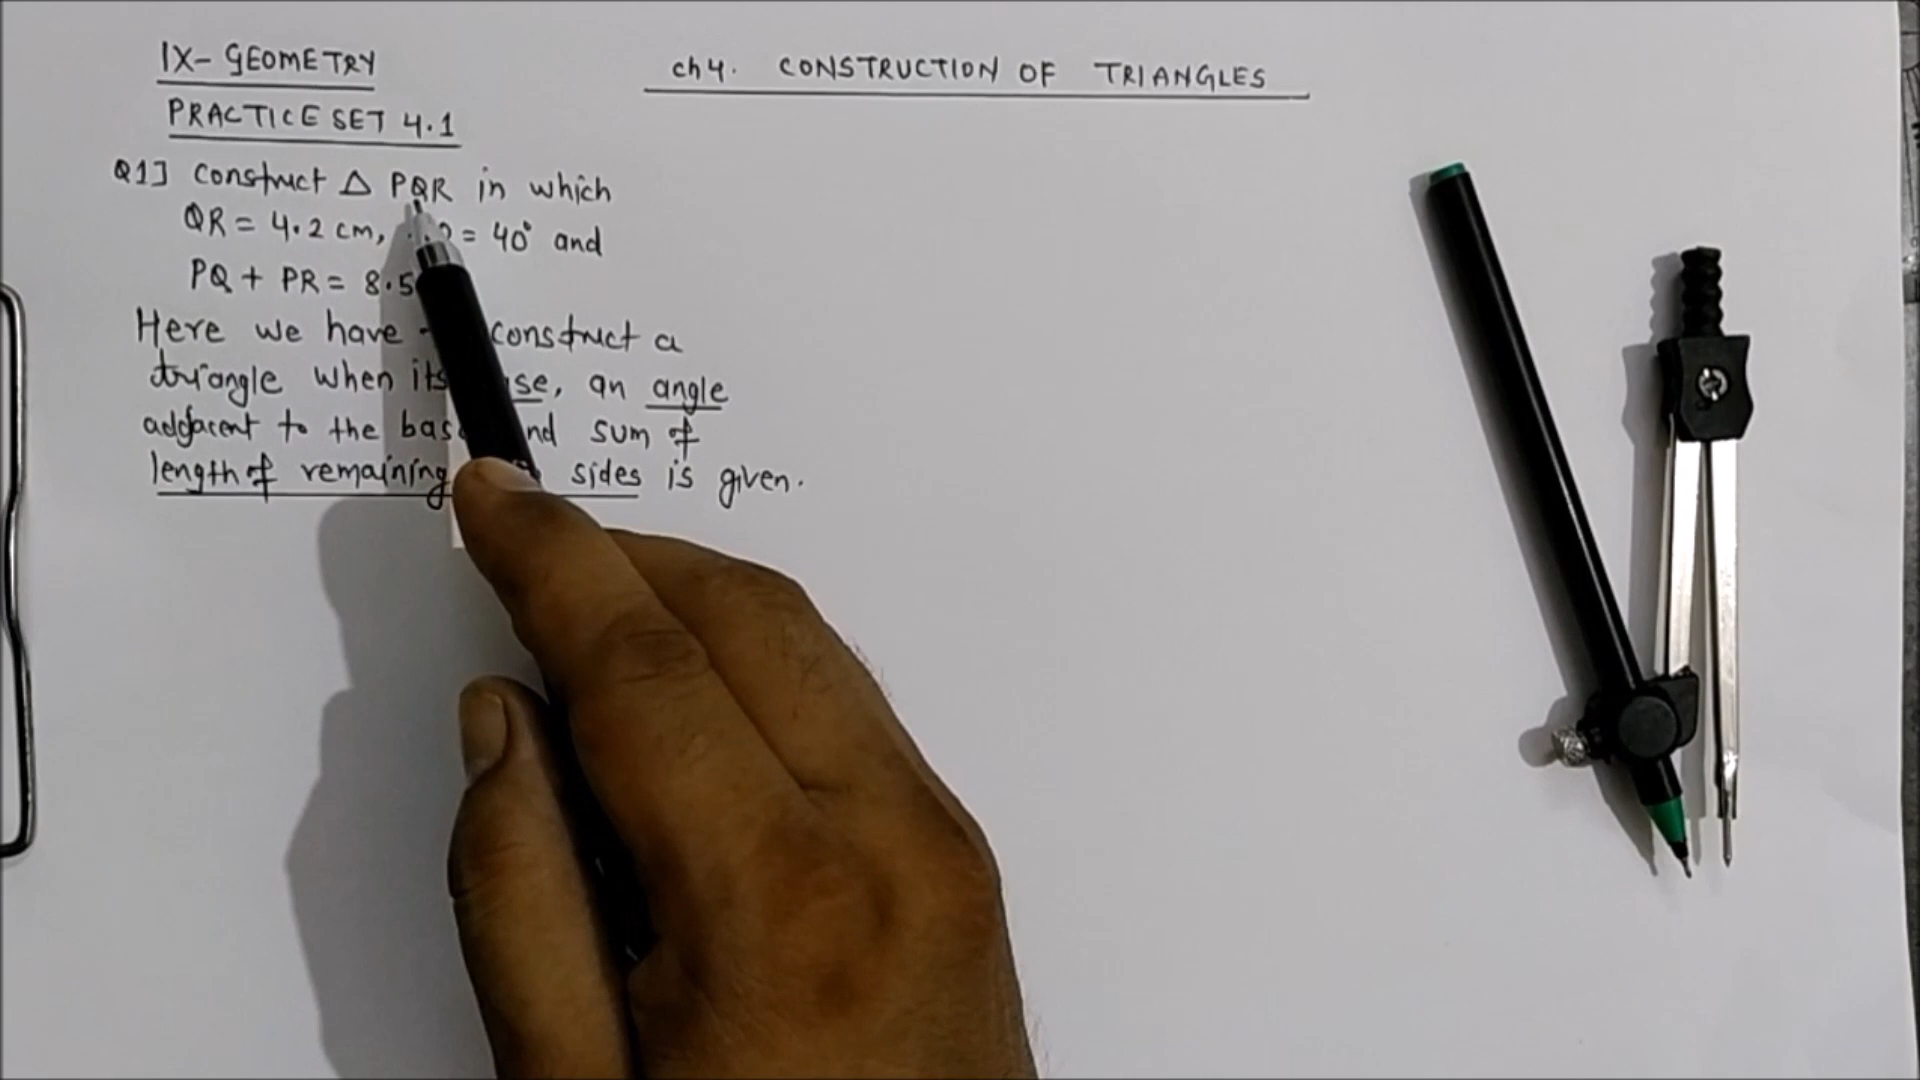 IX- GEOMETRY
ch4. CONSTRUCTION OF TRIANGLES
PRACTICE SET 4.1
Q1] Construct △ PQR in which
QR = 4.2 cm, = 40° and
PQ + PR = 8.5
Here we have construct a
triangle when its , an angle
adjacent to the and sum of
length of remaining sides is given.